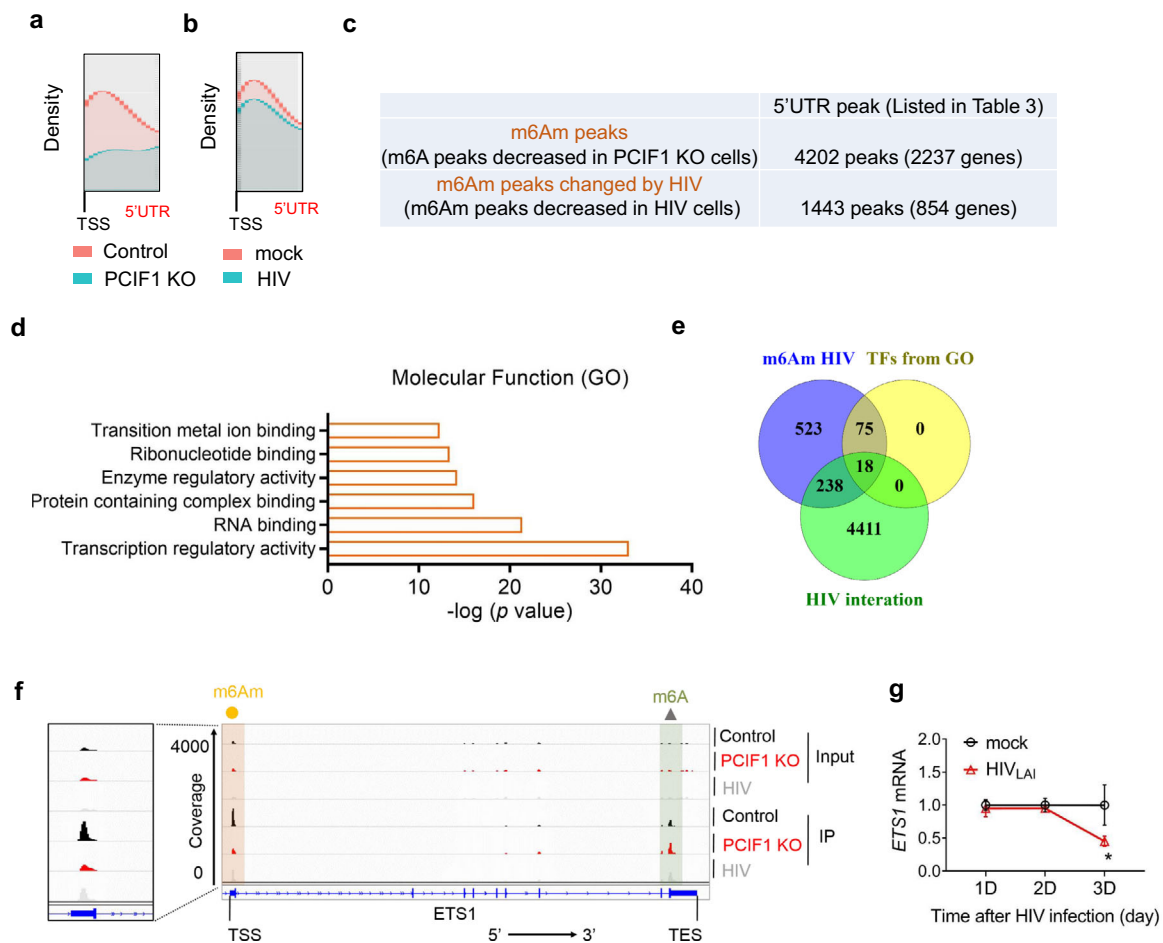 a
b
c
Density
TSS
5'UTR
Control
PCIF1 KO
Density
TSS
5'UTR
mock
HIV
5'UTR peak (Listed in Table 3)
m6Am peaks
(m6A peaks decreased in PCIF1 KO cells)
4202 peaks (2237 genes)
m6Am peaks changed by HIV
(m6Am peaks decreased in HIV cells)
1443 peaks (854 genes)
d
Molecular Function (GO)
Transition metal ion binding
Ribonucleotide binding
Enzyme regulatory activity
Protein containing complex binding
RNA binding
Transcription regulatory activity
0 10 20 30 40
-log (p value)
e
m6Am HIV TFs from GO
523 75 0
18
238 0
4411
HIV interation
f
m6Am
m6A
4000
Coverage
0
Control
PCIF1 KO
HIV
Input
Control
PCIF1 KO
HIV
IP
ETS1
TSS
5' 3'
TES
g
mock
HIVLAI
ETS1 mRNA
2.0
1.5
1.0
0.5
0.0
*
1D 2D 3D
Time after HIV infection (day)